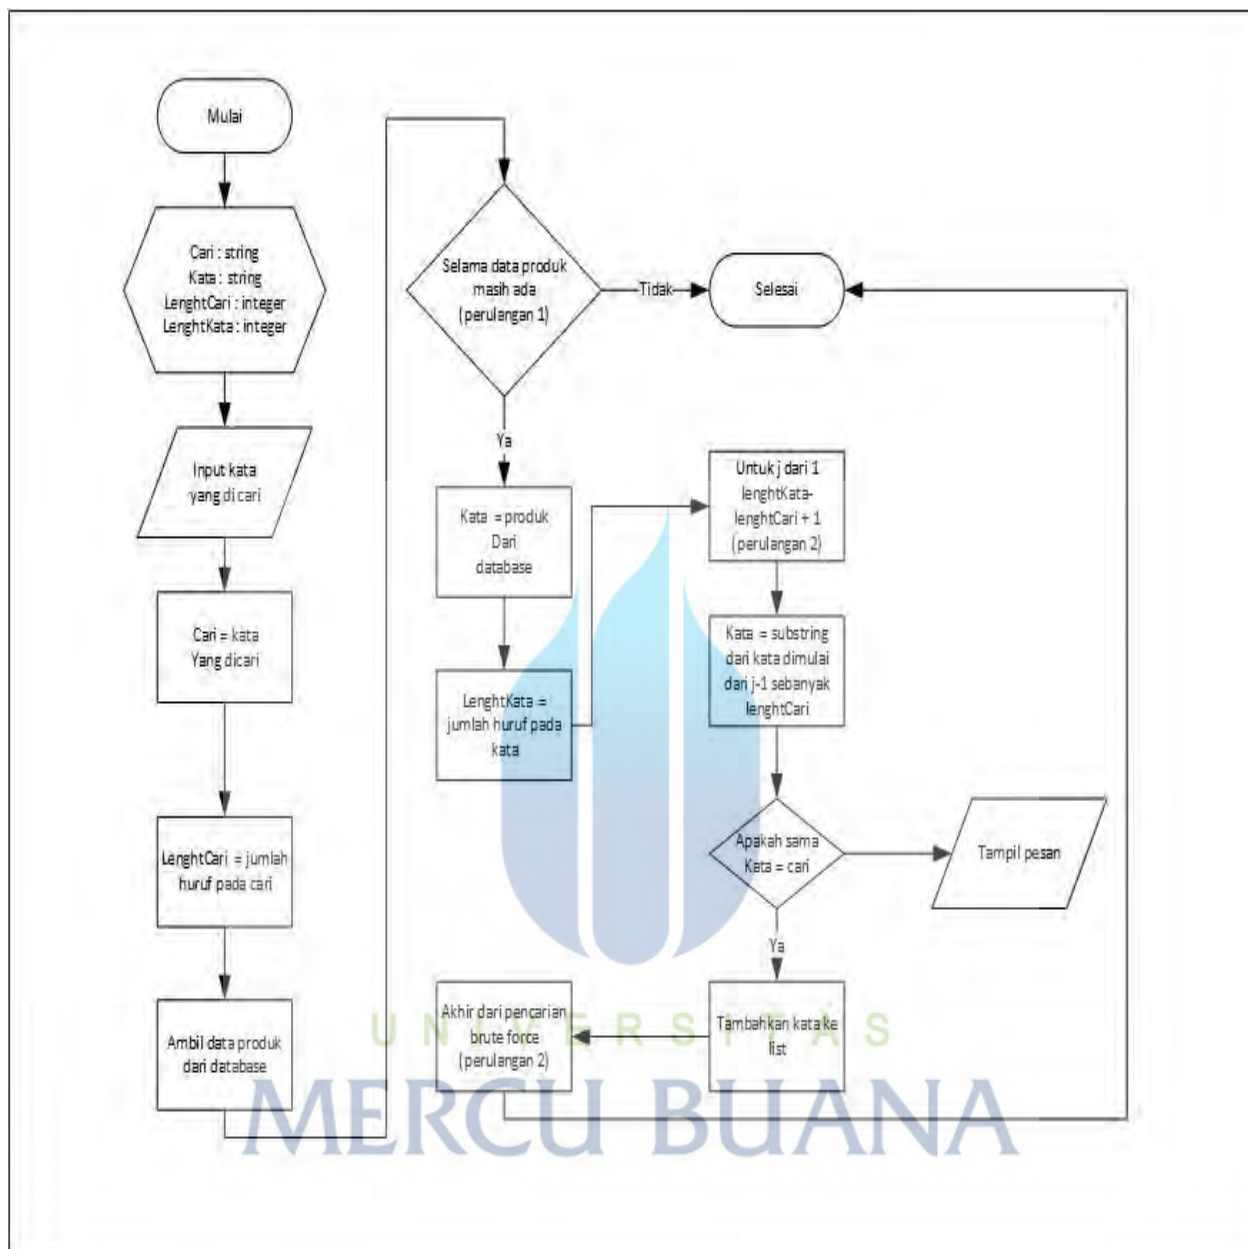 Mulai
Cari : string
Kata : string
LenghtCari : integer
LenghtKata : integer
Input kata
yang di cari
Cari = kata
Yang dicari
LenghtCari = jumlah
huruf pada cari
Ambil data produk
dari database
Selama data produk
masih ada
(perulangan 1)
Tidak
Selesai
Ya
Kata = produk
Dari
database
LenghtKata =
jumlah huruf pada
kata
Untuk j dari 1
lenghtKata-
lenghtCari + 1
(perulangan 2)
Kata = substring
dari kata dimulai
dari j-1 sebanyak
lenghtCari
Apakah sama
Kata = cari
Tampil pesan
Ya
Tambahkan kata ke
list
Akhir dari pencarian
brute force
(perulangan 2)
UNIVERSITAS
MERCU BUANA